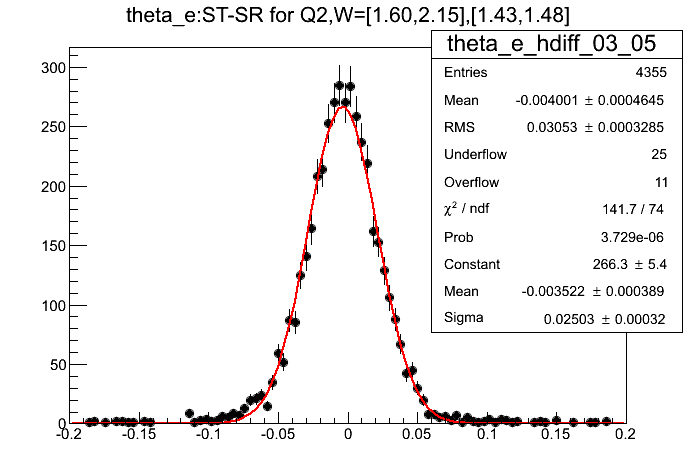 theta_e:ST-SR for Q2,W=[1.60,2.15],[1.43,1.48]
theta_e_hdiff_03_05
Entries 4355
Mean -0.004001 ± 0.0004645
RMS 0.03053 ± 0.0003285
Underflow 25
Overflow 11
χ² / ndf 141.7 / 74
Prob 3.729e-06
Constant 266.3 ± 5.4
Mean -0.003522 ± 0.000389
Sigma 0.02503 ± 0.00032
300
250
200
150
100
50
0
-0.2 -0.15 -0.1 -0.05 0 0.05 0.1 0.15 0.2